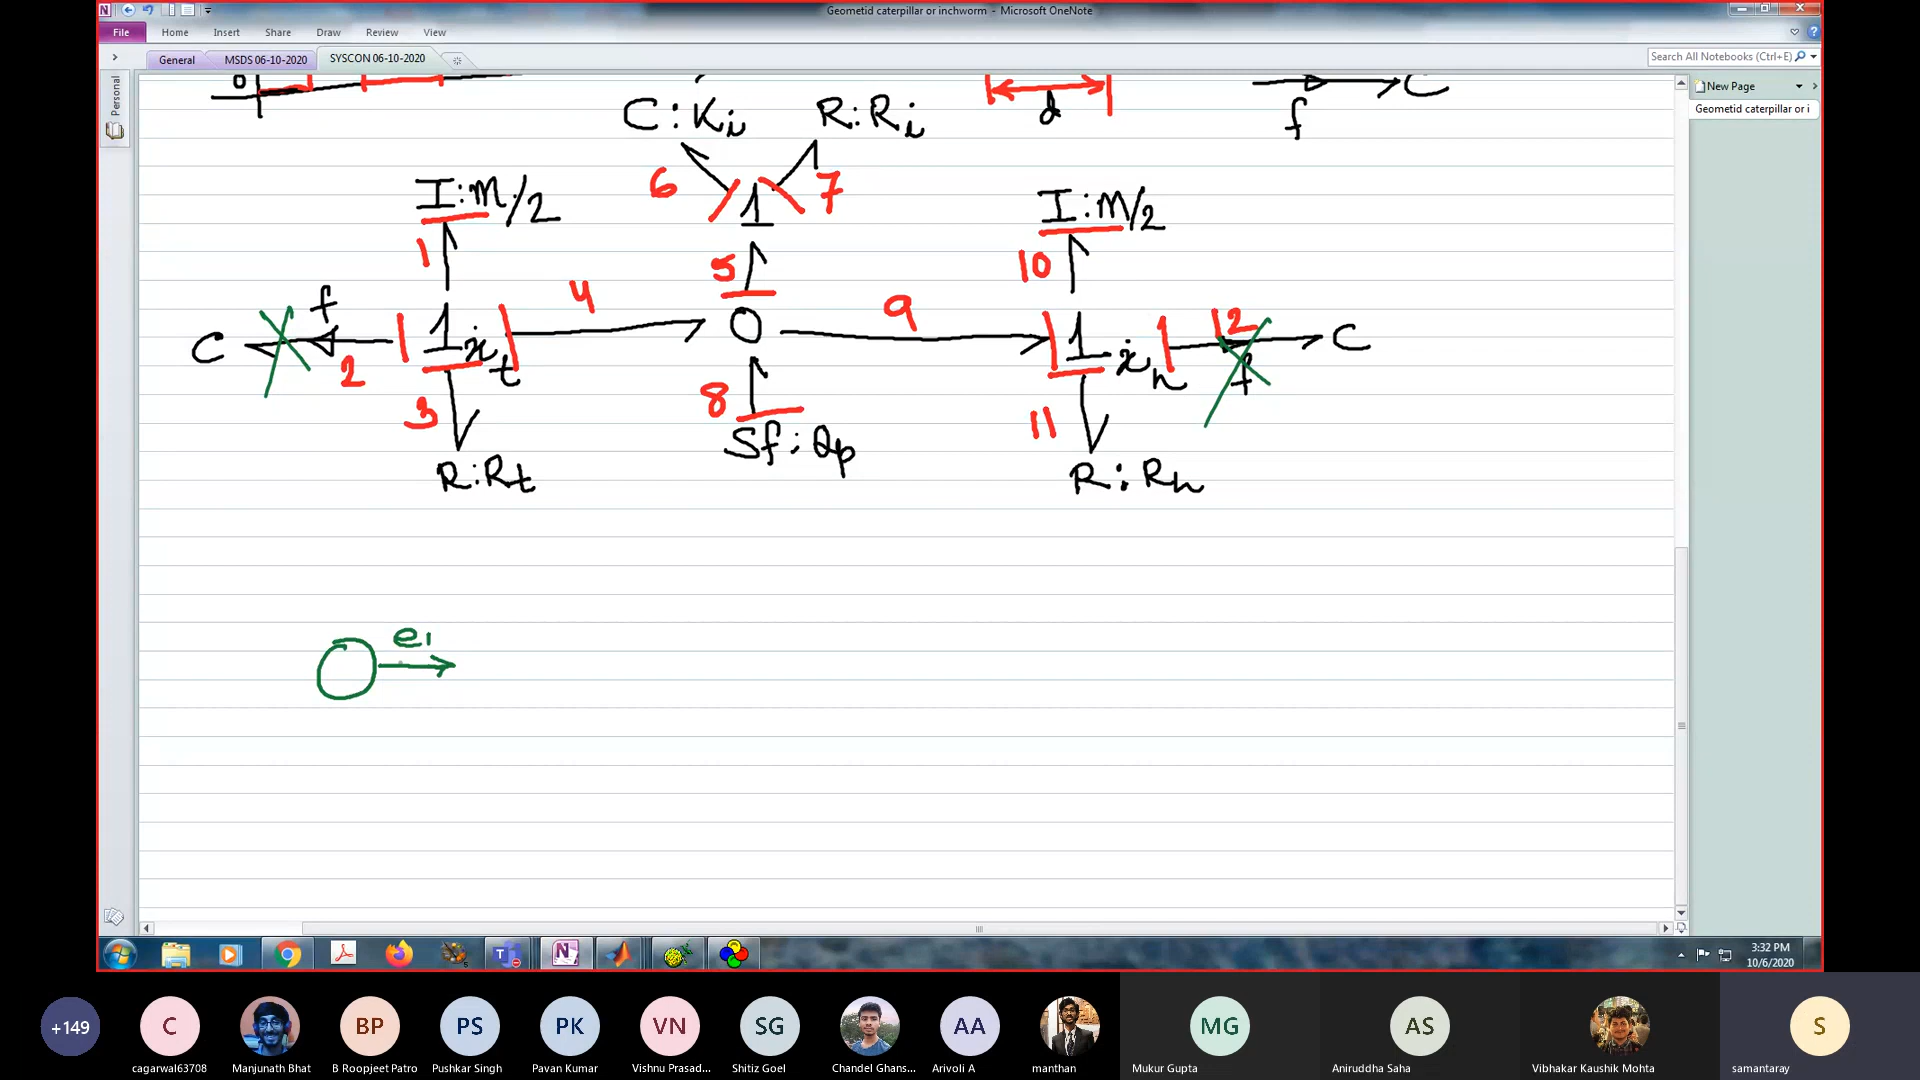 Geometid caterpillar or inchworm - Microsoft OneNote
File Home Insert Share Draw Review View
General MSDS 06-10-2020 SYSCON 06-10-2020
Search All Notebooks (Ctrl+E)
Personal
New Page
Geometid caterpillar or i
0 d f C
C:Ki R:Ri
6 7
I:M/2 1 I:M/2
1 5 10
4 9
C f 1 ẋt 0 1 ẋh 12 f C
2
3 8 11
R:Rt Sf:Qp R:Rh
e1
3:32 PM
10/6/2020
+149 C BP PS PK VN SG AA MG AS S
cagarwal63708 Manjunath Bhat B Roopjeet Patro Pushkar Singh Pavan Kumar Vishnu Prasad... Shitiz Goel Chandel Ghans... Arivoli A manthan Mukur Gupta Aniruddha Saha Vibhakar Kaushik Mohta samantaray